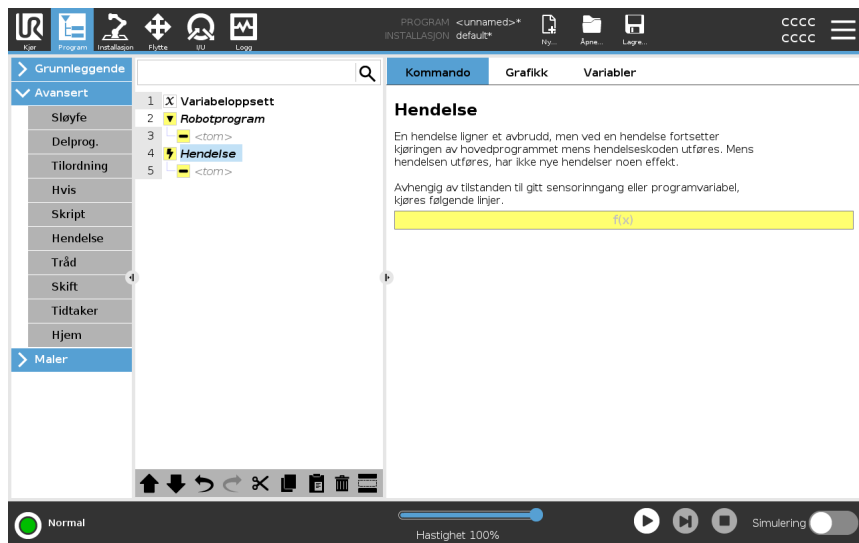 UR
Kjør
Program
Installasjon
Flytte
I/U
Logg
PROGRAM <unnamed>*
INSTALLASJON default*
Ny...
Åpne...
Lagre...
CCCC
CCCC
Grunnleggende
Avansert
Sløyfe
Delprog.
Tilordning
Hvis
Skript
Hendelse
Tråd
Skift
Tidtaker
Hjem
Maler
1 X Variabeloppsett
2 Robotprogram
3 <tom>
4 Hendelse
5 <tom>
Kommando Grafikk Variabler
Hendelse
En hendelse ligner et avbrudd, men ved en hendelse fortsetter
kjøringen av hovedprogrammet mens hendelseskoden utføres. Mens
hendelsen utføres, har ikke nye hendelser noen effekt.
Avhengig av tilstanden til gitt sensorinngang eller programvariabel,
kjøres følgende linjer.
f(x)
Normal
Hastighet 100%
Simulering